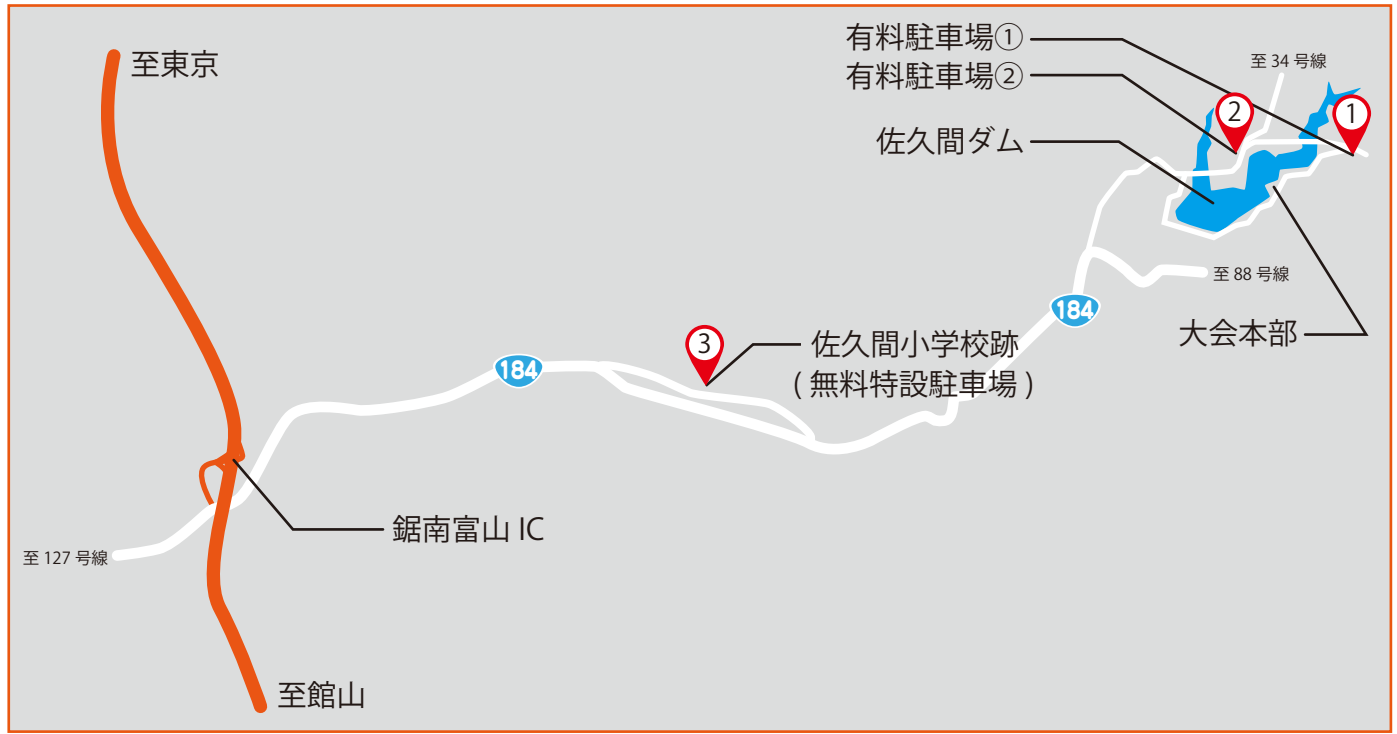 至東京
有料駐車場①
有料駐車場②
佐久間ダム
至 34 号線
2
1
至 88 号線
184
大会本部
3
佐久間小学校跡
( 無料特設駐車場 )
184
鋸南富山 IC
至 127 号線
至館山